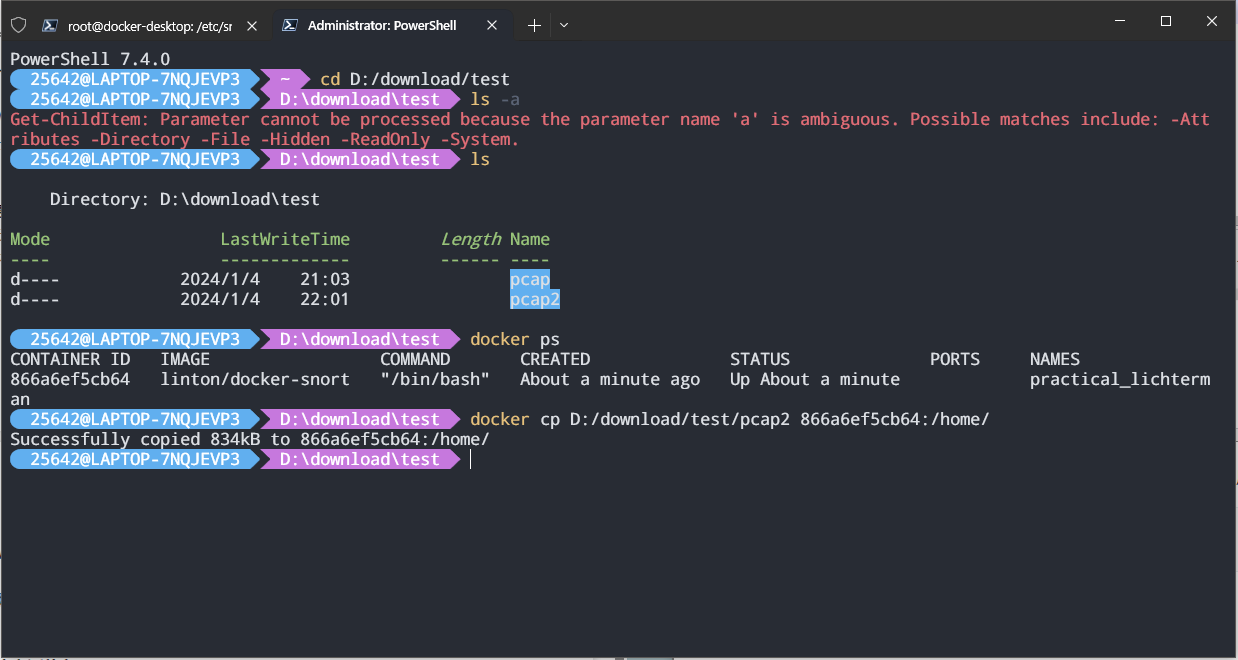 root@docker-desktop: /etc/sr
Administrator: PowerShell
PowerShell 7.4.0
25642@LAPTOP-7NQJEVP3 ~ cd D:/download/test
25642@LAPTOP-7NQJEVP3 D:\download\test ls -a
Get-ChildItem: Parameter cannot be processed because the parameter name 'a' is ambiguous. Possible matches include: -Att
ributes -Directory -File -Hidden -ReadOnly -System.
25642@LAPTOP-7NQJEVP3 D:\download\test ls
Directory: D:\download\test
Mode LastWriteTime Length Name
---- ------------- ------ ----
d---- 2024/1/4 21:03 pcap
d---- 2024/1/4 22:01 pcap2
25642@LAPTOP-7NQJEVP3 D:\download\test docker ps
CONTAINER ID IMAGE COMMAND CREATED STATUS PORTS NAMES
866a6ef5cb64 linton/docker-snort "/bin/bash" About a minute ago Up About a minute practical_lichterm
an
25642@LAPTOP-7NQJEVP3 D:\download\test docker cp D:/download/test/pcap2 866a6ef5cb64:/home/
Successfully copied 834kB to 866a6ef5cb64:/home/
25642@LAPTOP-7NQJEVP3 D:\download\test